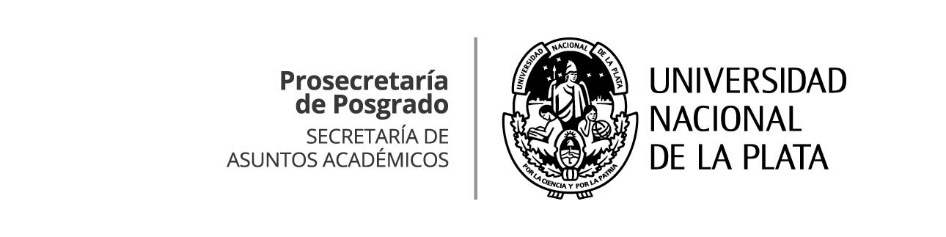 Prosecretaría
de Posgrado
SECRETARÍA DE
ASUNTOS ACADÉMICOS
UNIVERSIDAD NACIONAL DE LA PLATA
POR LA CIENCIA Y POR LA PATRIA
UNIVERSIDAD
NACIONAL
DE LA PLATA